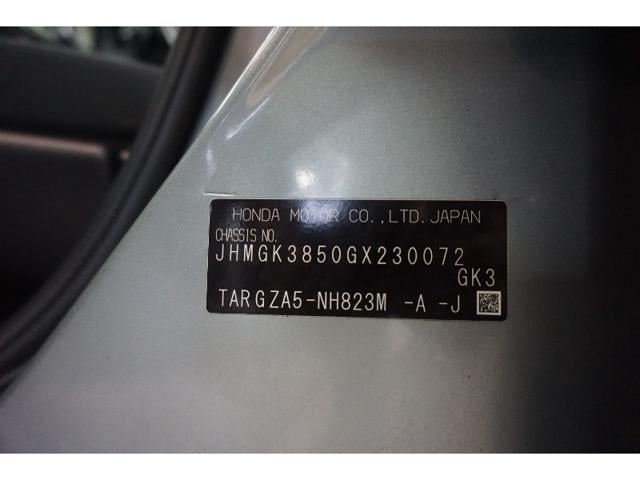 HONDA MOTOR CO.,LTD.JAPAN
CHASSIS NO.
JHMGK3850GX230072
GK3
TARGZA5-NH823M -A -J